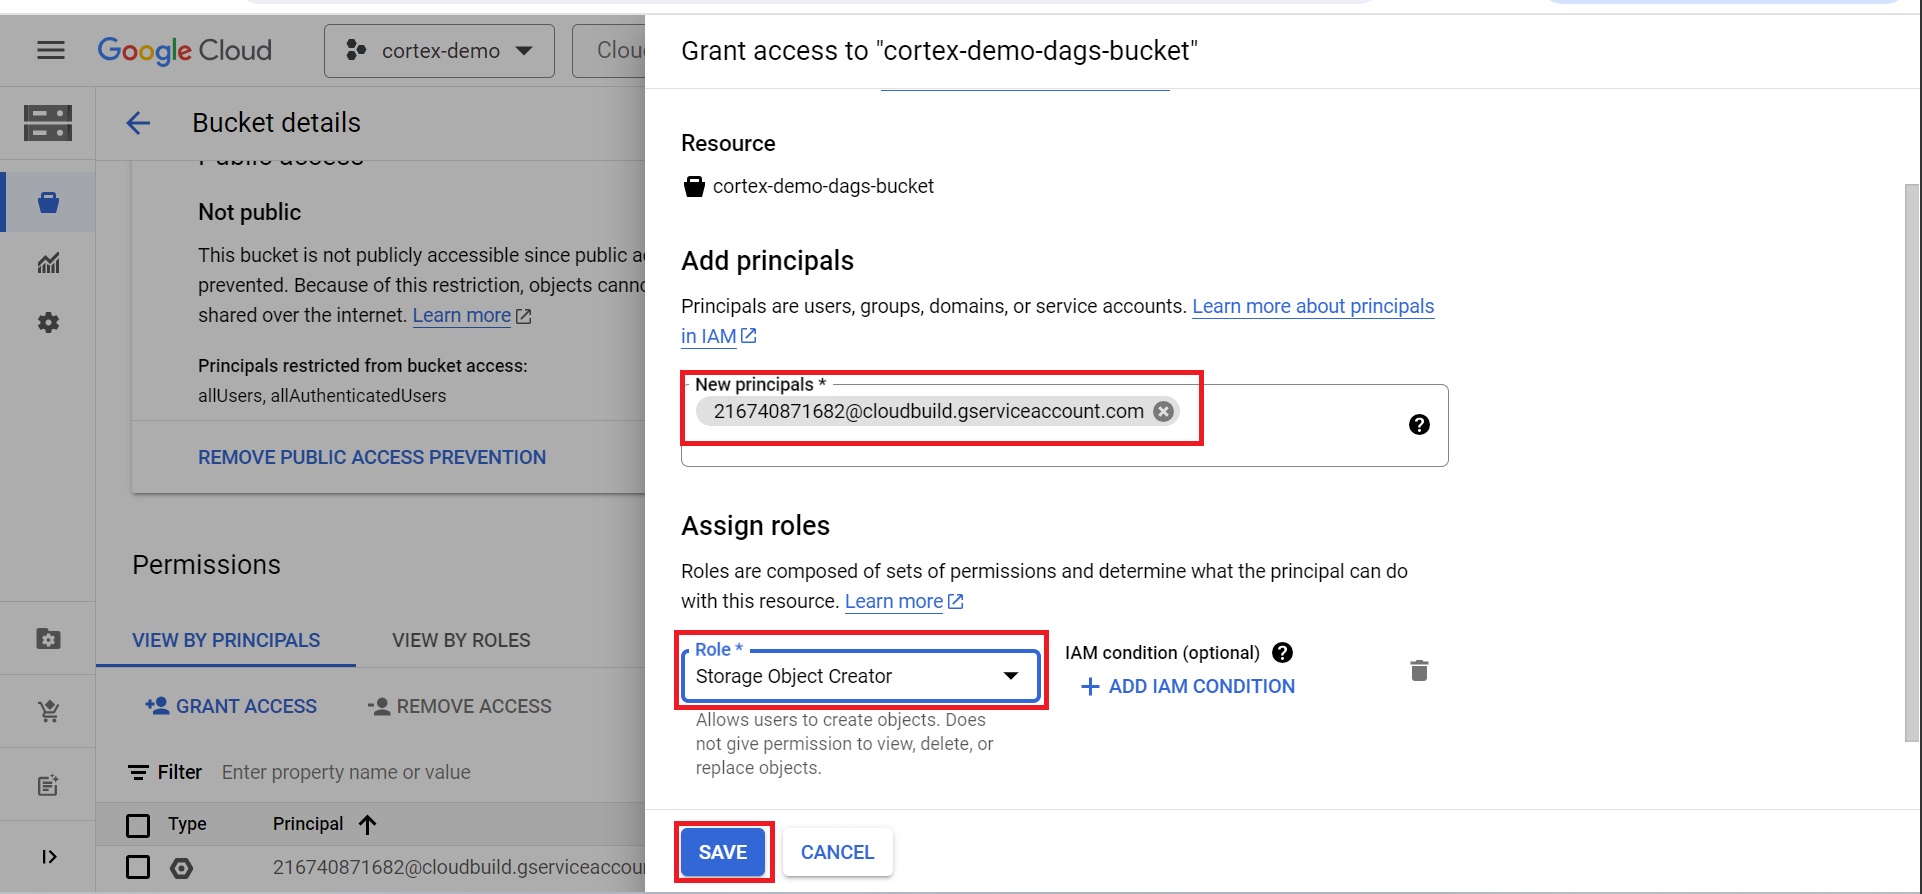 Google Cloud
cortex-demo
Clou
Bucket details
Public access
Not public
This bucket is not publicly accessible since public a
prevented. Because of this restriction, objects canno
shared over the internet. Learn more
Principals restricted from bucket access:
allUsers, allAuthenticatedUsers
REMOVE PUBLIC ACCESS PREVENTION
Permissions
VIEW BY PRINCIPALS
VIEW BY ROLES
GRANT ACCESS
REMOVE ACCESS
Filter Enter property name or value
Type Principal
216740871682@cloudbuild.gserviceaccou
Grant access to "cortex-demo-dags-bucket"
Resource
cortex-demo-dags-bucket
Add principals
Principals are users, groups, domains, or service accounts. Learn more about principals
in IAM
New principals *
216740871682@cloudbuild.gserviceaccount.com
Assign roles
Roles are composed of sets of permissions and determine what the principal can do
with this resource. Learn more
Role *
Storage Object Creator
IAM condition (optional)
ADD IAM CONDITION
Allows users to create objects. Does
not give permission to view, delete, or
replace objects.
SAVE
CANCEL